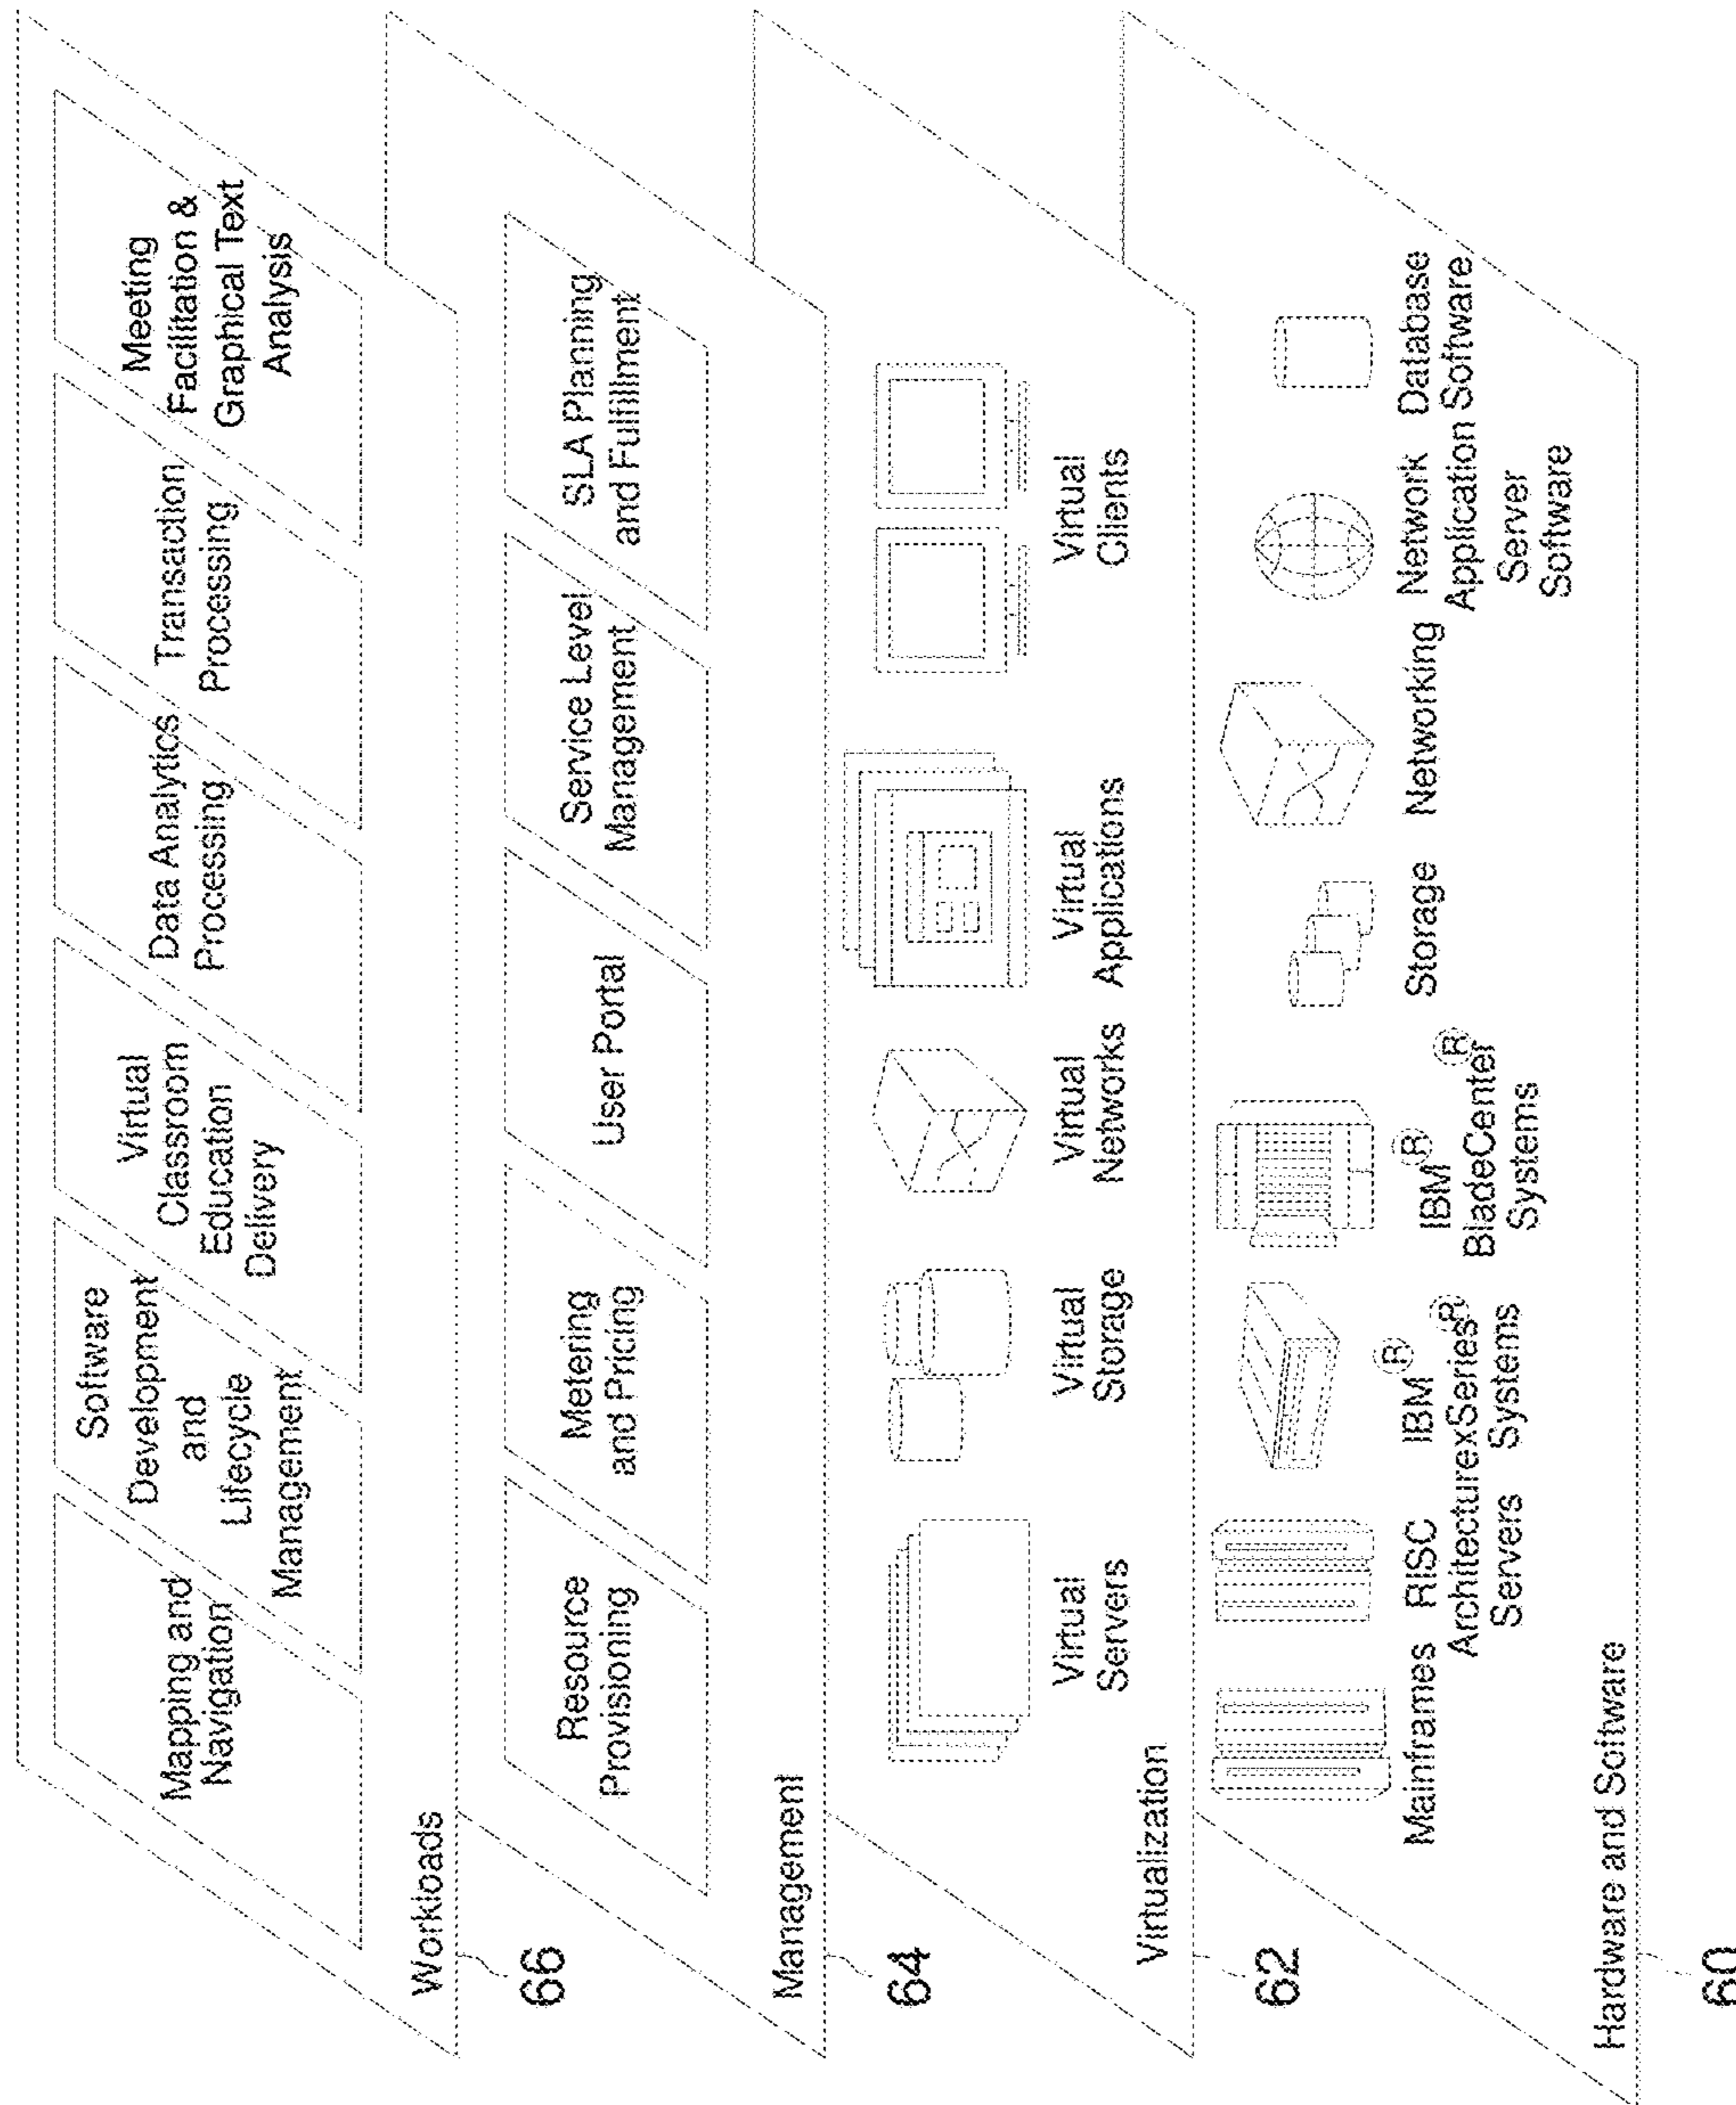 Mapping and
Navigation
Software
Development
and
Lifecycle
Management
Virtual
Classroom
Education
Delivery
Data Analytics
Processing
Transaction
Processing
Meeting
Facilitation &
Graphical Text
Analysis
Workloads
66
Resource
Provisioning
Metering
and Pricing
User Portal
Service Level
Management
SLA Planning
and Fulfillment
Management
64
Virtual
Servers
Virtual
Storage
Virtual
Networks
Virtual
Applications
Virtual
Clients
Virtualization
62
Mainframes
RISC
Architecture
Servers
IBM®
xSeries®
Systems
IBM®
BladeCenter®
Systems
Storage
Networking
Network
Application
Server
Software
Database
Software
Hardware and Software
60